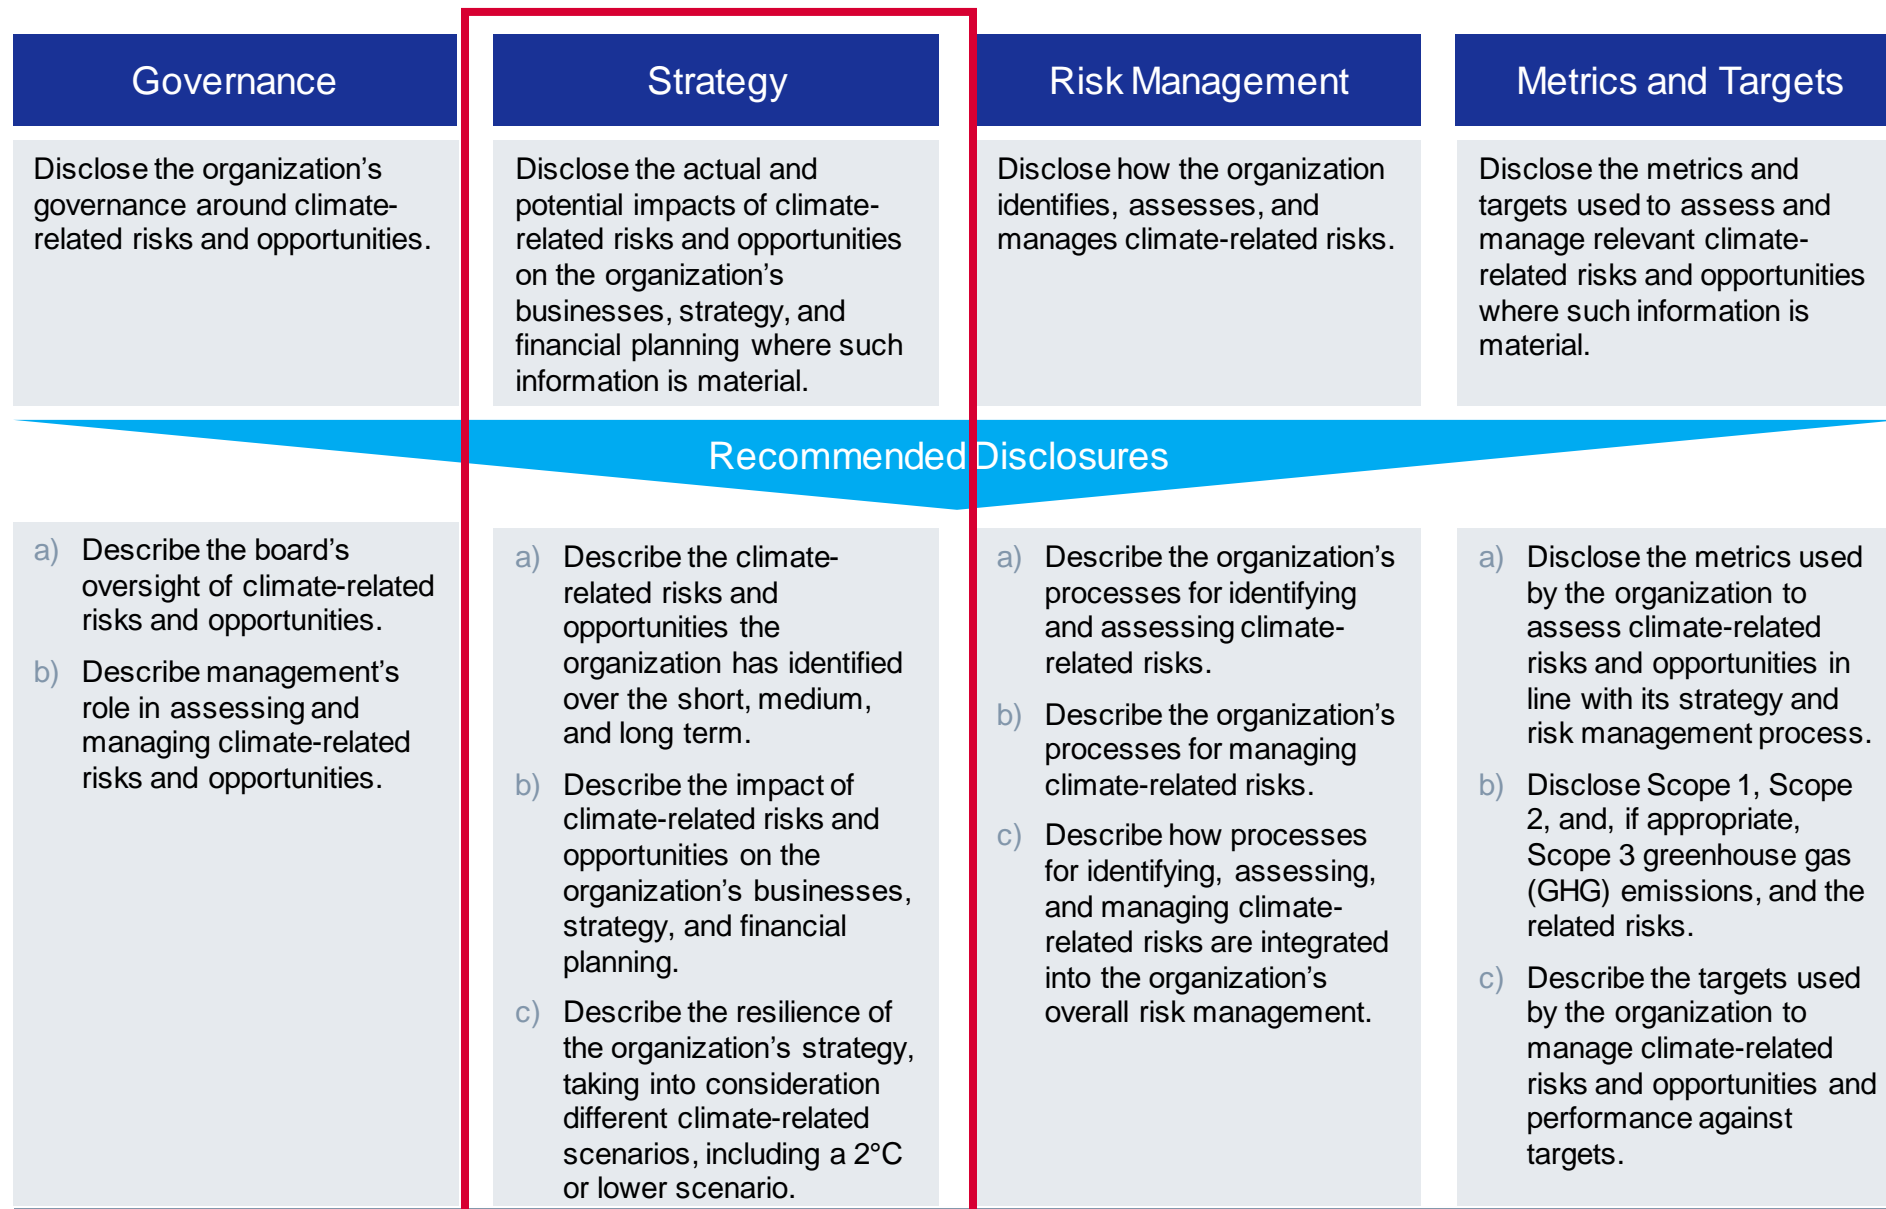 Governance
Disclose the organization's
governance around climate-
related risks and opportunities.
Strategy
Disclose the actual and
potential impacts of climate-
related risks and opportunities
on the organization's
businesses, strategy, and
financial planning where such
information is material.
Risk Management
Disclose how the organization
identifies, assesses, and
manages climate-related risks.
Metrics and Targets
Disclose the metrics and
targets used to assess and
manage relevant climate-
related risks and opportunities
where such information is
material.
Recommended Disclosures
a) Describe the board's
oversight of climate-related
risks and opportunities.
b) Describe management's
role in assessing and
managing climate-related
risks and opportunities.
a) Describe the climate-
related risks and
opportunities the
organization has identified
over the short, medium,
and long term.
b) Describe the impact of
climate-related risks and
opportunities on the
organization's businesses,
strategy, and financial
planning.
c) Describe the resilience of
the organization's strategy,
taking into consideration
different climate-related
scenarios, including a 2°C
or lower scenario.
a) Describe the organization's
processes for identifying
and assessing climate-
related risks.
b) Describe the organization's
processes for managing
climate-related risks.
c) Describe how processes
for identifying, assessing,
and managing climate-
related risks are integrated
into the organization's
overall risk management.
a) Disclose the metrics used
by the organization to
assess climate-related
risks and opportunities in
line with its strategy and
risk management process.
b) Disclose Scope 1, Scope
2, and, if appropriate,
Scope 3 greenhouse gas
(GHG) emissions, and the
related risks.
c) Describe the targets used
by the organization to
manage climate-related
risks and opportunities and
performance against
targets.